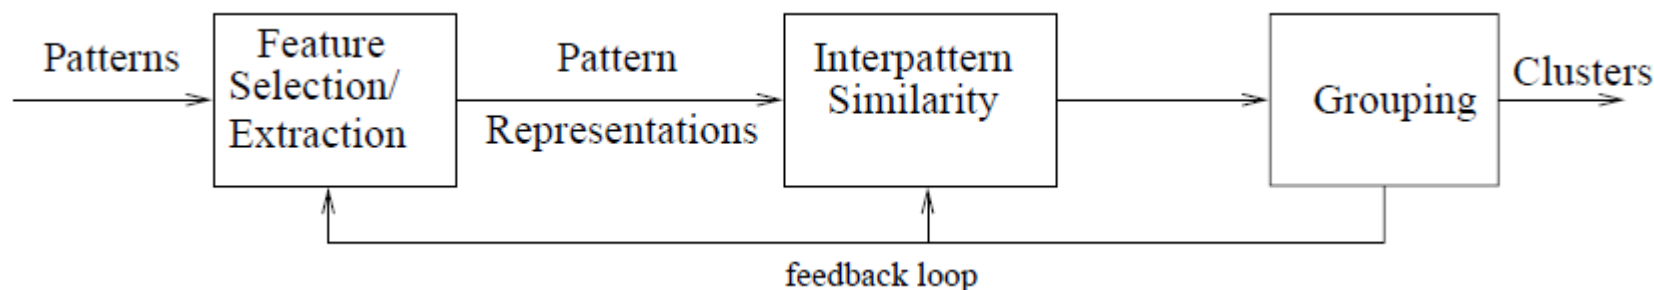 Patterns
Feature
Selection/
Extraction
Pattern
Representations
Interpattern
Similarity
Grouping
Clusters
feedback loop